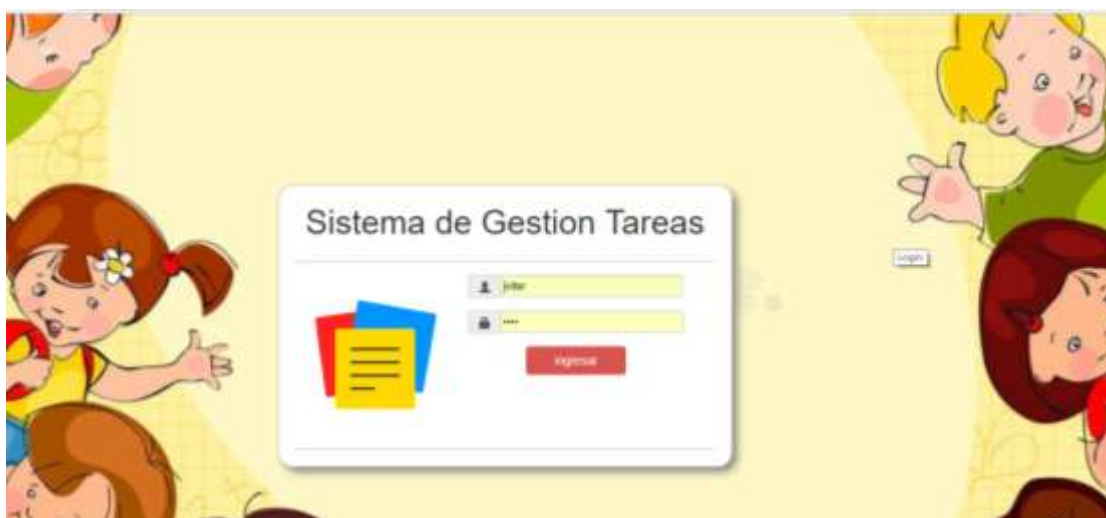 Sistema de Gestion Tareas
Login
••••
Ingresar